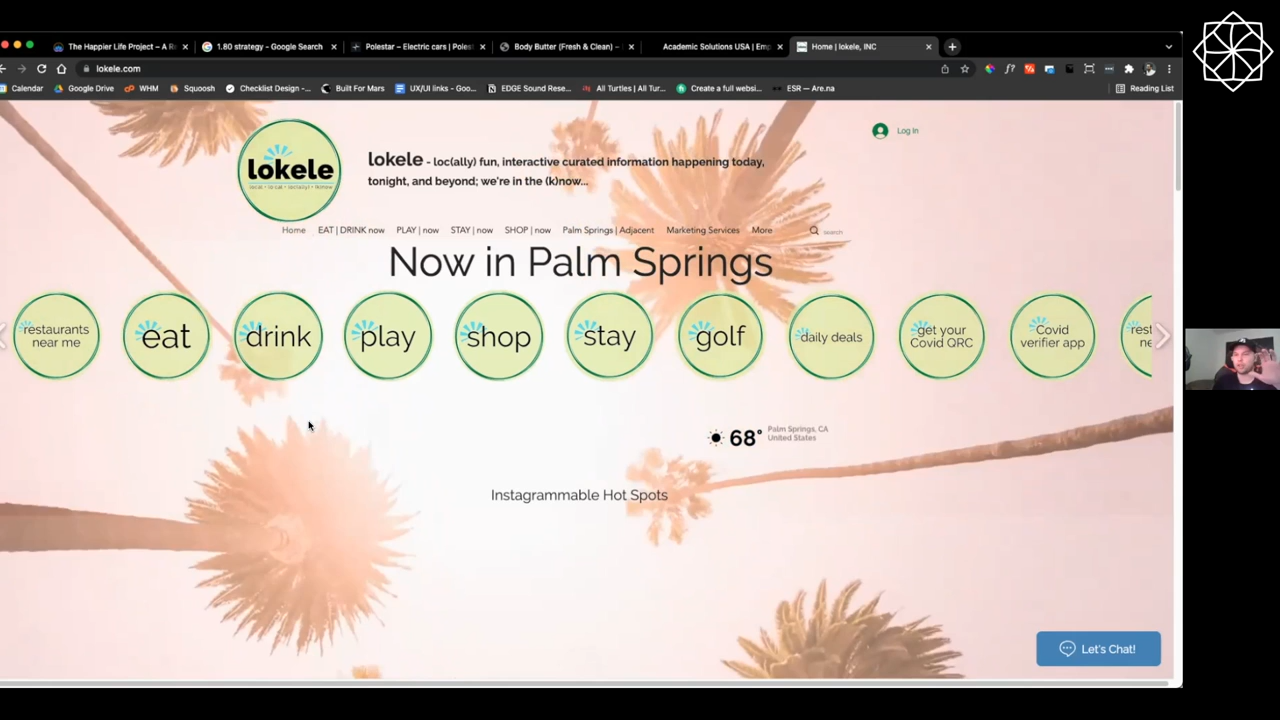 The Happier Life Project – A R
1.80 strategy - Google Search
Polestar – Electric cars | Poles
Body Butter (Fresh & Clean) –
Academic Solutions USA | Em
Home | lokele, INC
lokele.com
Calendar
Google Drive
WHM
Squoosh
Checklist Design -...
Built For Mars
UX/UI links - Goo...
EDGE Sound Rese...
All Turtles | All Tur...
Create a full websi...
ESR — Are.na
Reading List
lokele
lokele - loc(ally) fun, interactive curated information happening today,
tonight, and beyond; we're in the (k)now...
Log In
Home
EAT | DRINK now
PLAY | now
STAY | now
SHOP | now
Palm Springs | Adjacent
Marketing Services
More
search
Now in Palm Springs
restaurants
near me
eat
drink
play
shop
stay
golf
daily deals
get your
Covid QRC
Covid
verifier app
rest
ne
68°
Palm Springs, CA
United States
Instagrammable Hot Spots
Let's Chat!